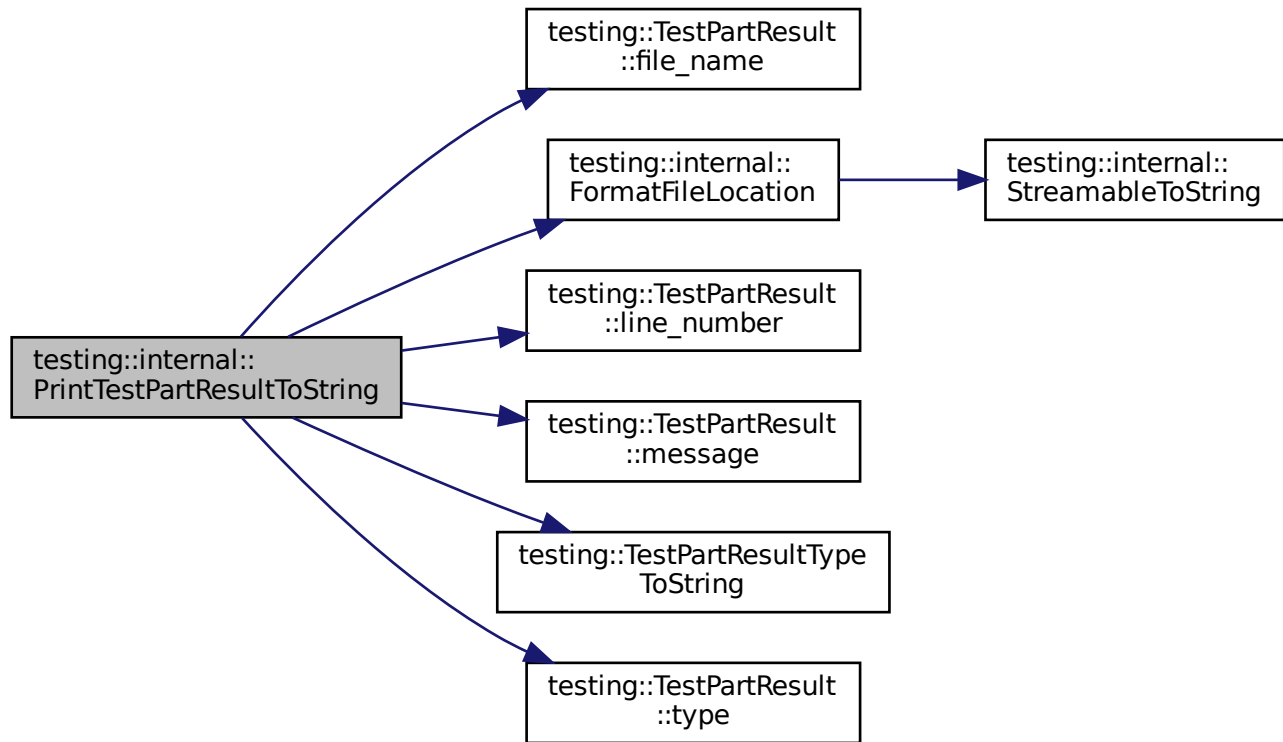 testing::TestPartResult
::file_name
testing::internal::
FormatFileLocation
testing::internal::
StreamableToString
testing::TestPartResult
::line_number
testing::internal::
PrintTestPartResultToString
testing::TestPartResult
::message
testing::TestPartResultType
ToString
testing::TestPartResult
::type